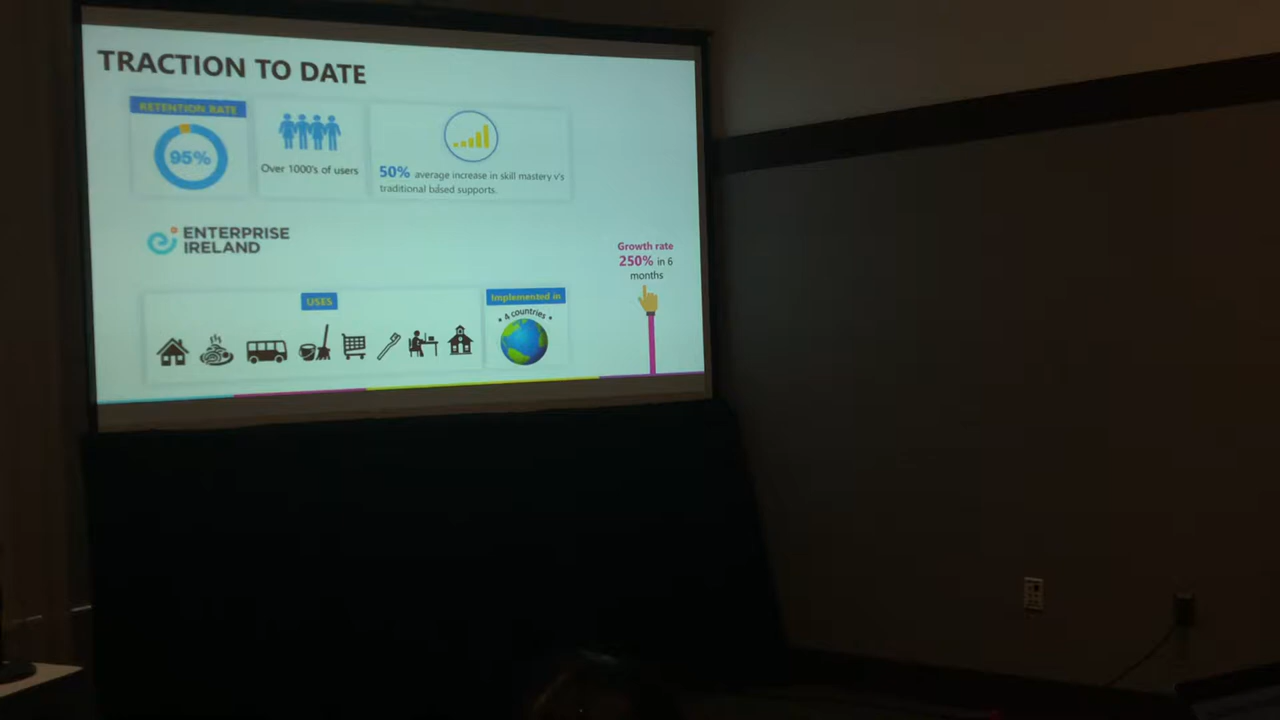 TRACTION TO DATE
RETENTION RATE
95%
Over 1000's of users
50% average increase in skill mastery v's
traditional based supports.
ENTERPRISE
IRELAND
Growth rate
250% in 6
months
USES
Implemented in
• 4 countries •